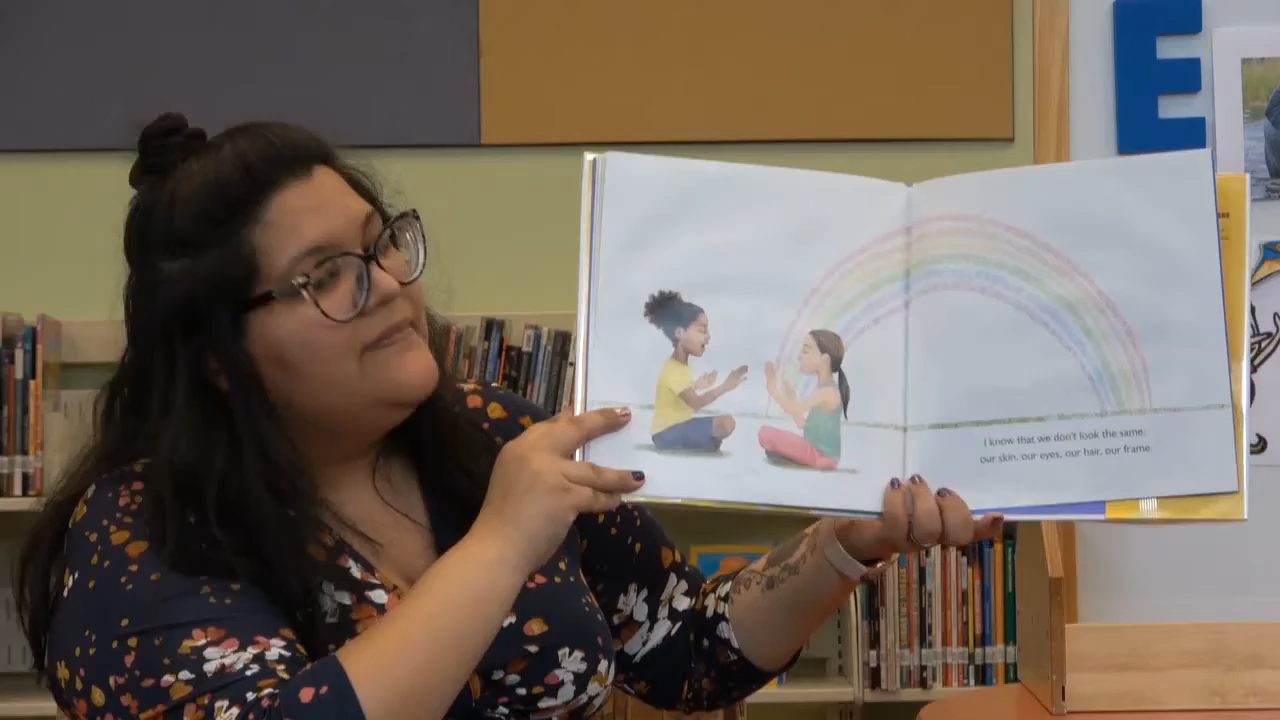 E
I know that we don't look the same;
our skin, our eyes, our hair, our frame.